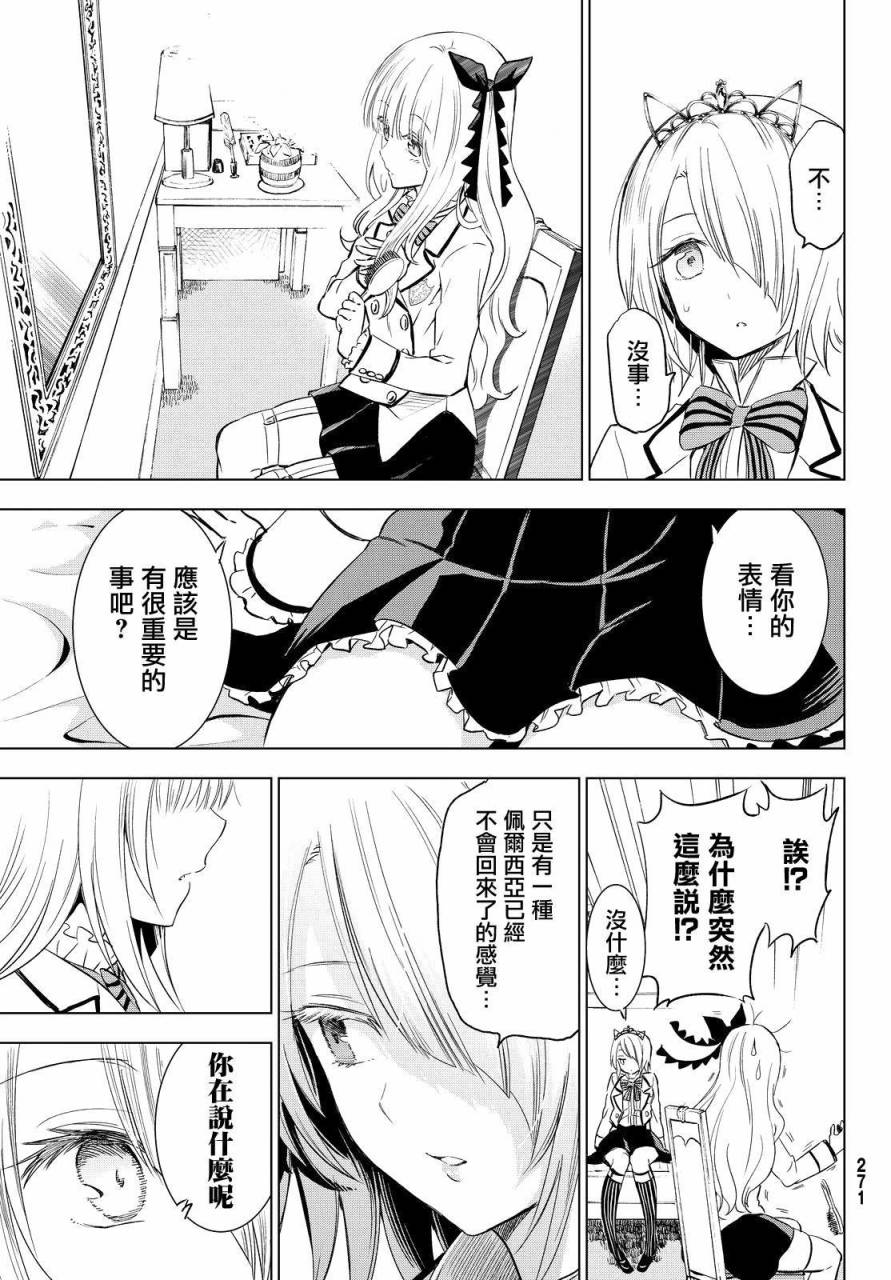 不…
沒事…
看你的
表情…
應該是
有很重要的
事吧？
誒!?
為什麼突然
這麼説!?
沒什麼…
只是有一種
佩爾西亞已經
不會回來了的感覺…
你在說什麼呢
271